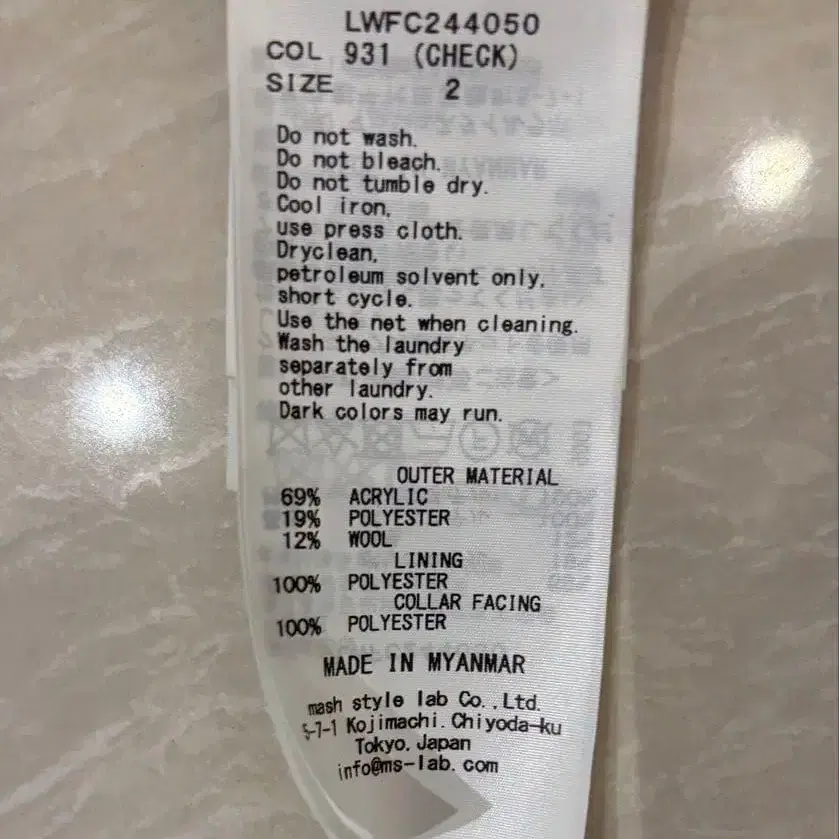 LWFC244050
COL 931 (CHECK)
SIZE 2
Do not wash.
Do not bleach.
Do not tumble dry.
Cool iron,
use press cloth.
Dryclean,
petroleum solvent only,
short cycle.
Use the net when cleaning.
Wash the laundry
separately from
other laundry.
Dark colors may run.
OUTER MATERIAL
69% ACRYLIC
19% POLYESTER
12% WOOL
LINING
100% POLYESTER
COLLAR FACING
100% POLYESTER
MADE IN MYANMAR
mash style lab Co.,Ltd.
5-7-1 Kojimachi. Chiyoda-ku
Tokyo, Japan
info@ms-lab.com